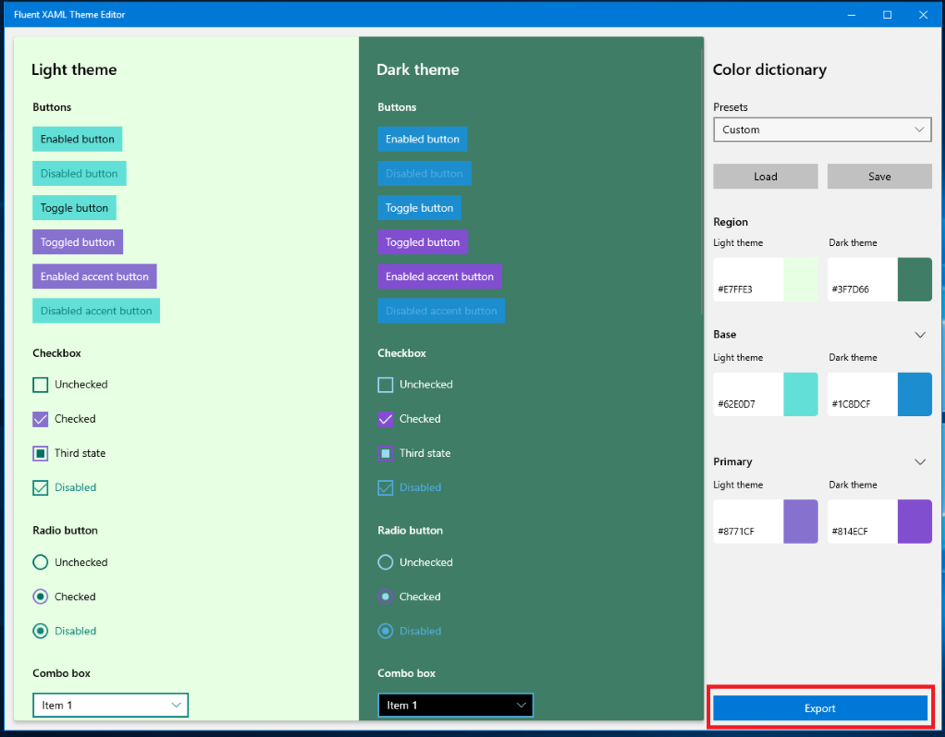 Fluent XAML Theme Editor
Light theme
Buttons
Enabled button
Disabled button
Toggle button
Toggled button
Enabled accent button
Disabled accent button
Checkbox
Unchecked
Checked
Third state
Disabled
Radio button
Unchecked
Checked
Disabled
Combo box
Item 1
Dark theme
Buttons
Enabled button
Disabled button
Toggle button
Toggled button
Enabled accent button
Disabled accent button
Checkbox
Unchecked
Checked
Third state
Disabled
Radio button
Unchecked
Checked
Disabled
Combo box
Item 1
Color dictionary
Presets
Custom
Load Save
Region
Light theme Dark theme
#E7FFE3 #3F7D66
Base
Light theme Dark theme
#62E0D7 #1C8DCF
Primary
Light theme Dark theme
#8771CF #814ECF
Export